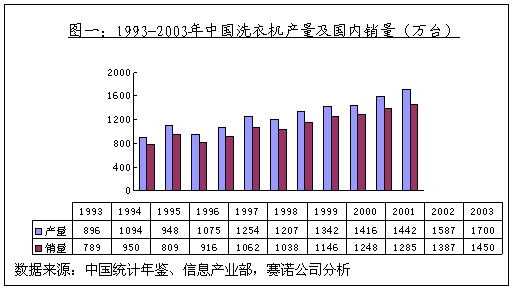 图一：1993—2003年中国洗衣机产量及国内销量（万台）
2000
1600
1200
800
400
0
1993 1994 1995 1996 1997 1998 1999 2000 2001 2002 2003
产量 896 1094 948 1075 1254 1207 1342 1416 1442 1587 1700
销量 789 950 809 916 1062 1038 1146 1248 1285 1387 1450
数据来源：中国统计年鉴、信息产业部，赛诺公司分析